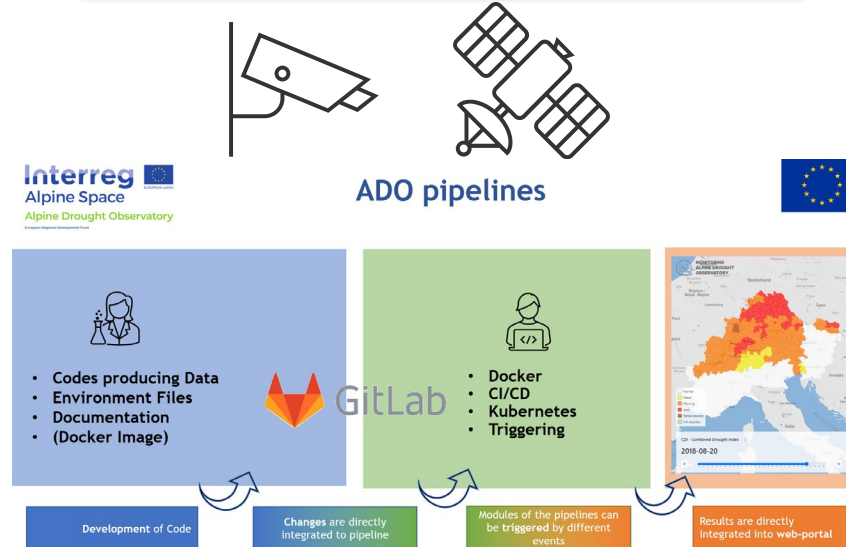 Interreg
EUROPEAN UNION
Alpine Space
Alpine Drought Observatory
European Regional Development Fund
ADO pipelines
• Codes producing Data
• Environment Files
• Documentation
• (Docker Image)
GitLab
</>
• Docker
• CI/CD
• Kubernetes
• Triggering
MONITORING
ALPINE DROUGHT
OBSERVATORY
Deutschland
Italia
CDI - Combined Drought Index
2018-08-20
Development of Code
Changes are directly
integrated to pipeline
Modules of the pipelines can
be triggered by different
events
Results are directly
integrated into web-portal